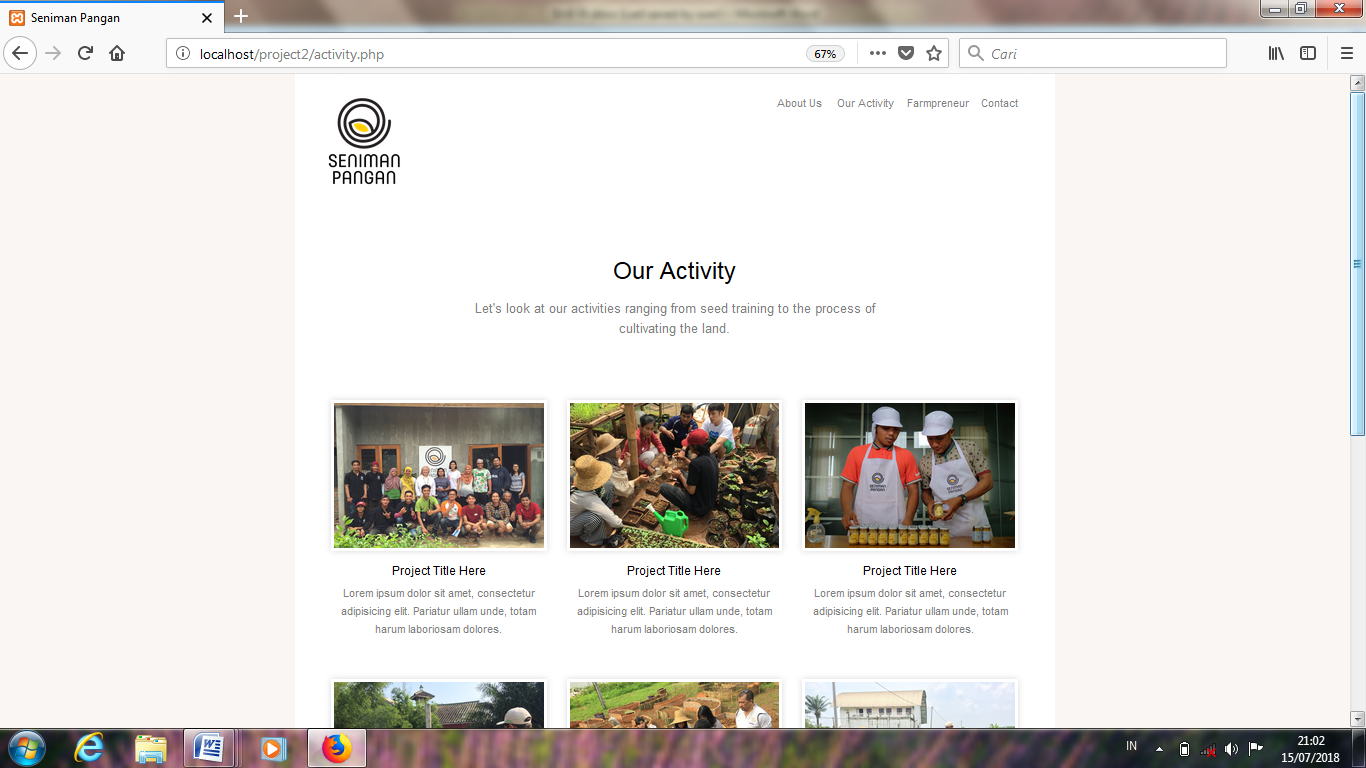 Seniman Pangan
localhost/project2/activity.php
67%
Cari
About Us Our Activity Farmpreneur Contact
SENIMAN
PANGAN
Our Activity
Let's look at our activities ranging from seed training to the process of
cultivating the land.
SENIMAN
PANGAN
SENIMAN
PANGAN
Project Title Here
Lorem ipsum dolor sit amet, consectetur
adipisicing elit. Pariatur ullam unde, totam
harum laboriosam dolores.
Project Title Here
Lorem ipsum dolor sit amet, consectetur
adipisicing elit. Pariatur ullam unde, totam
harum laboriosam dolores.
Project Title Here
Lorem ipsum dolor sit amet, consectetur
adipisicing elit. Pariatur ullam unde, totam
harum laboriosam dolores.
IN
21:02
15/07/2018